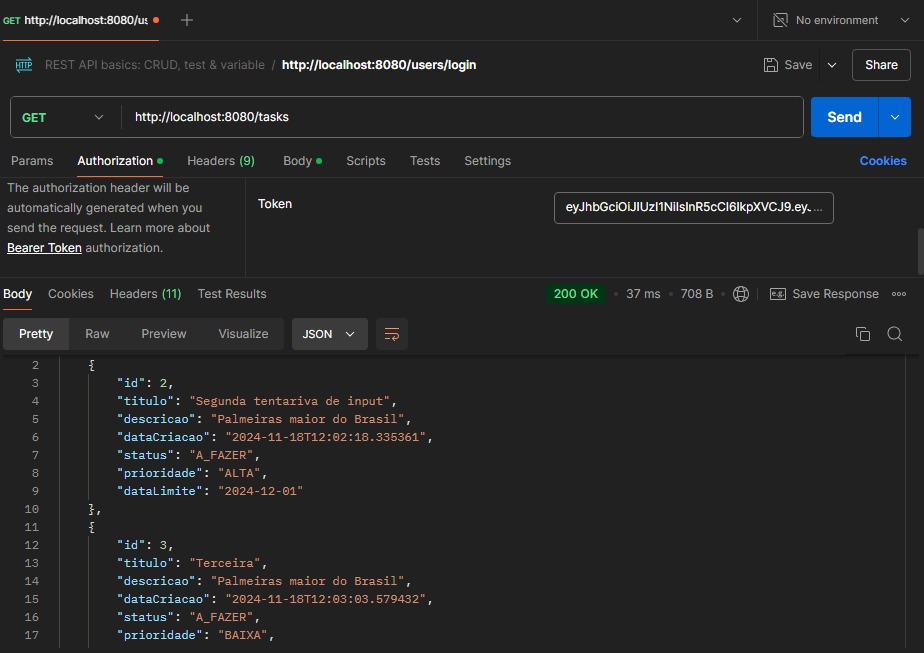 GET http://localhost:8080/us
No environment
HTTP REST API basics: CRUD, test & variable / http://localhost:8080/users/login
Save
Share
GET http://localhost:8080/tasks
Send
Params Authorization Headers (9) Body Scripts Tests Settings
Cookies
The authorization header will be
automatically generated when you
send the request. Learn more about
Bearer Token authorization.
Token
Body Cookies Headers (11) Test Results
200 OK 37 ms 708 B
e.g. Save Response
Pretty Raw Preview Visualize
JSON
2 {
3 "id": 2,
4 "titulo": "Segunda tentariva de input",
5 "descricao": "Palmeiras maior do Brasil",
6 "dataCriacao": "2024-11-18T12:02:18.335361",
7 "status": "A_FAZER",
8 "prioridade": "ALTA",
9 "dataLimite": "2024-12-01"
10 },
11 {
12 "id": 3,
13 "titulo": "Terceira",
14 "descricao": "Palmeiras maior do Brasil",
15 "dataCriacao": "2024-11-18T12:03:03.579432",
16 "status": "A_FAZER",
17 "prioridade": "BAIXA",